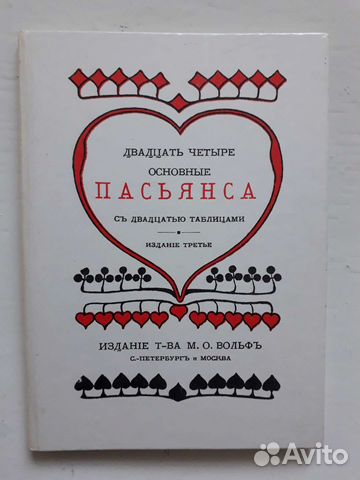 ДВАДЦАТЬ ЧЕТЫРЕ
ОСНОВНЫЕ
ПАСЬЯНСА
СЪ ДВАДЦАТЬЮ ТАБЛИЦАМИ
ИЗДАНІЕ ТРЕТЬЕ
ИЗДАНІЕ Т-ВА М. О. ВОЛЬФЪ
С.-ПЕТЕРБУРГЪ и МОСКВА
Avito